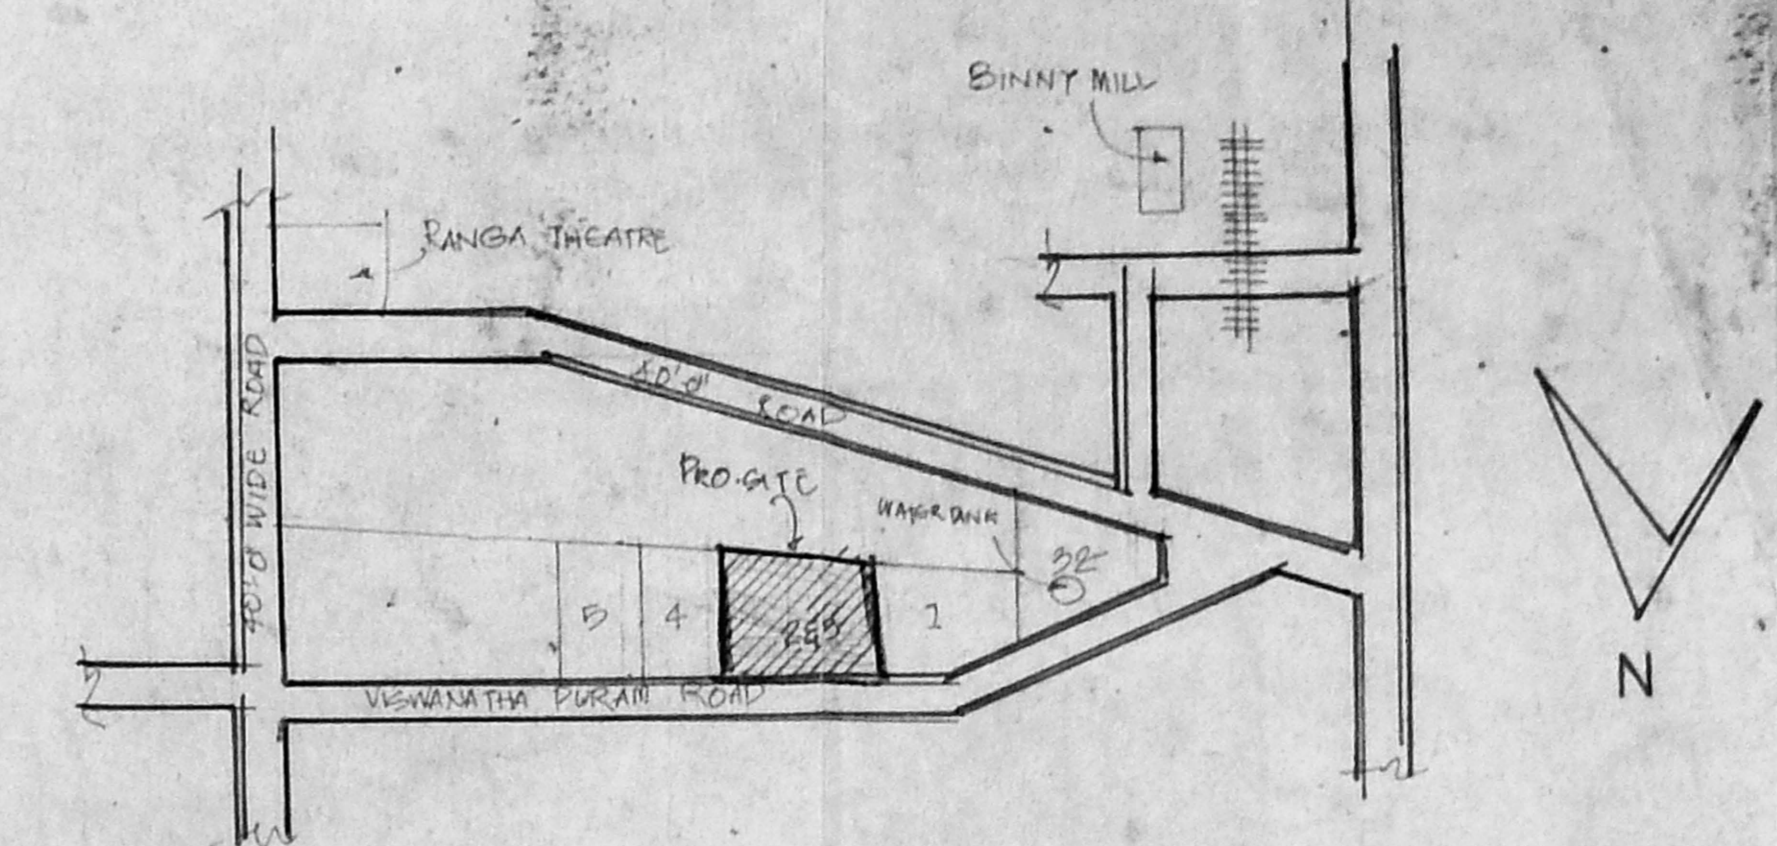 BINNY MILL
RANGA THEATRE
40'0" WIDE ROAD
40'0"
ROAD
PRO.SITE
WATER TANK
32
5
4
2&3
1
VISWANATHA PURAM ROAD
N